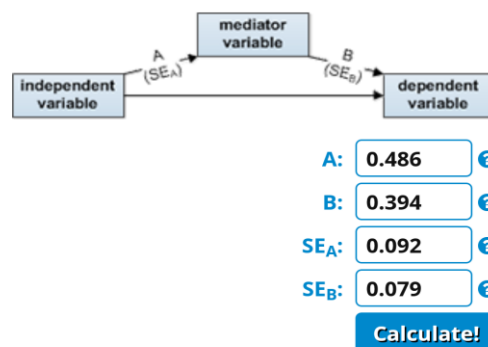 mediator
variable
A
(SEA)
B
(SEB)
independent
variable
dependent
variable
A: 0.486
B: 0.394
SEA: 0.092
SEB: 0.079
Calculate!